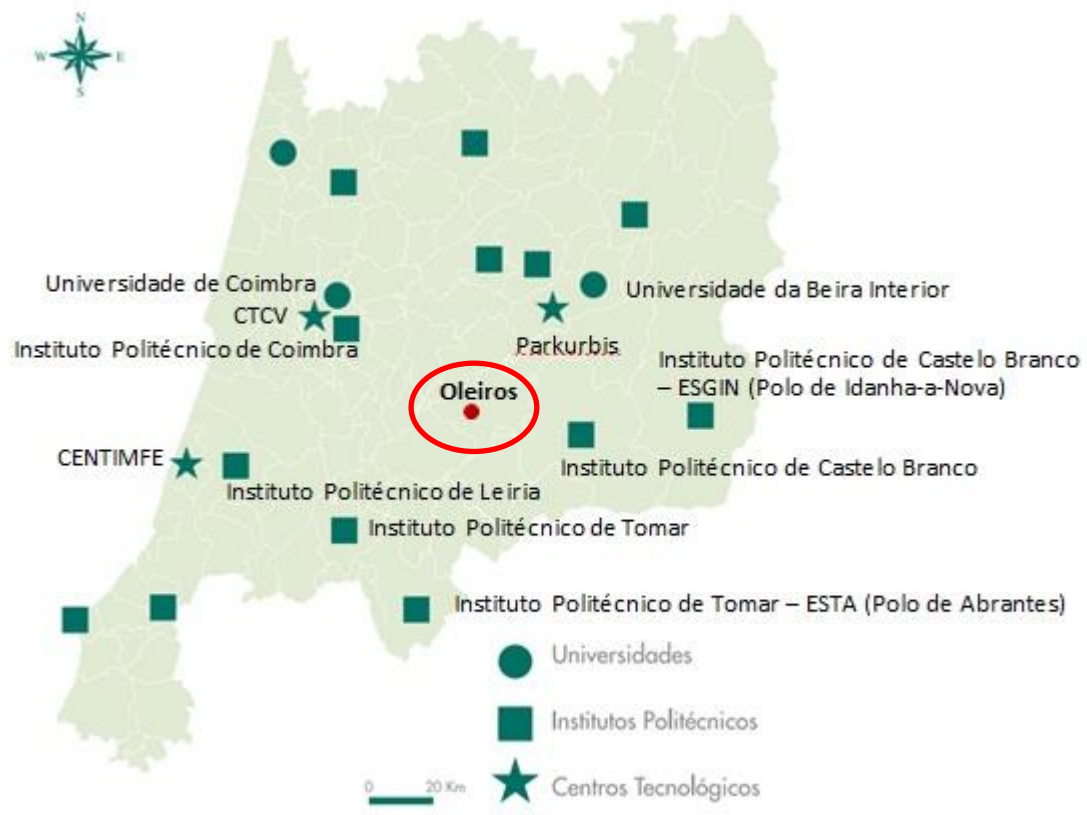 N
W E
S
Universidade de Coimbra
CTCV
Instituto Politécnico de Coimbra
Universidade da Beira Interior
Parkurbis
Instituto Politécnico de Castelo Branco
– ESGIN (Polo de Idanha-a-Nova)
Oleiros
CENTIMFE
Instituto Politécnico de Castelo Branco
Instituto Politécnico de Leiria
Instituto Politécnico de Tomar
Instituto Politécnico de Tomar – ESTA (Polo de Abrantes)
Universidades
Institutos Politécnicos
0 20 Km
Centros Tecnológicos